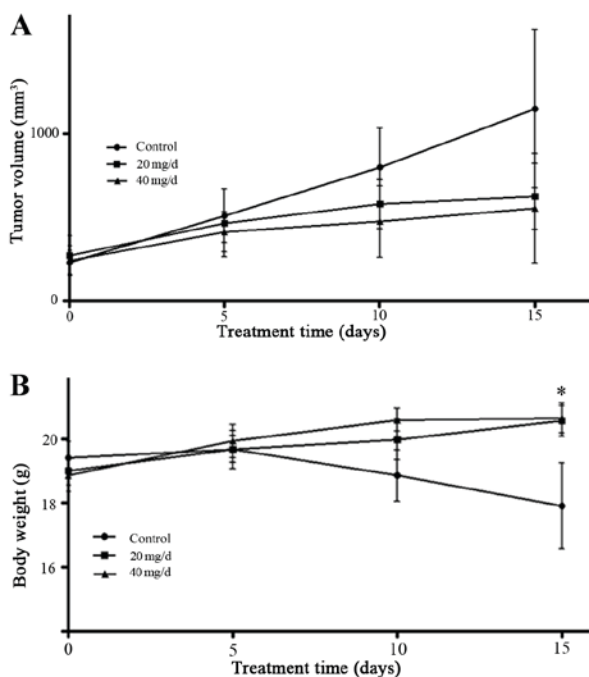 A
Tumor volume (mm³)
1000
0
Control
20 mg/d
40 mg/d
0 5 10 15
Treatment time (days)
B
*
Body weight (g)
20
18
16
Control
20 mg/d
40 mg/d
0 5 10 15
Treatment time (days)